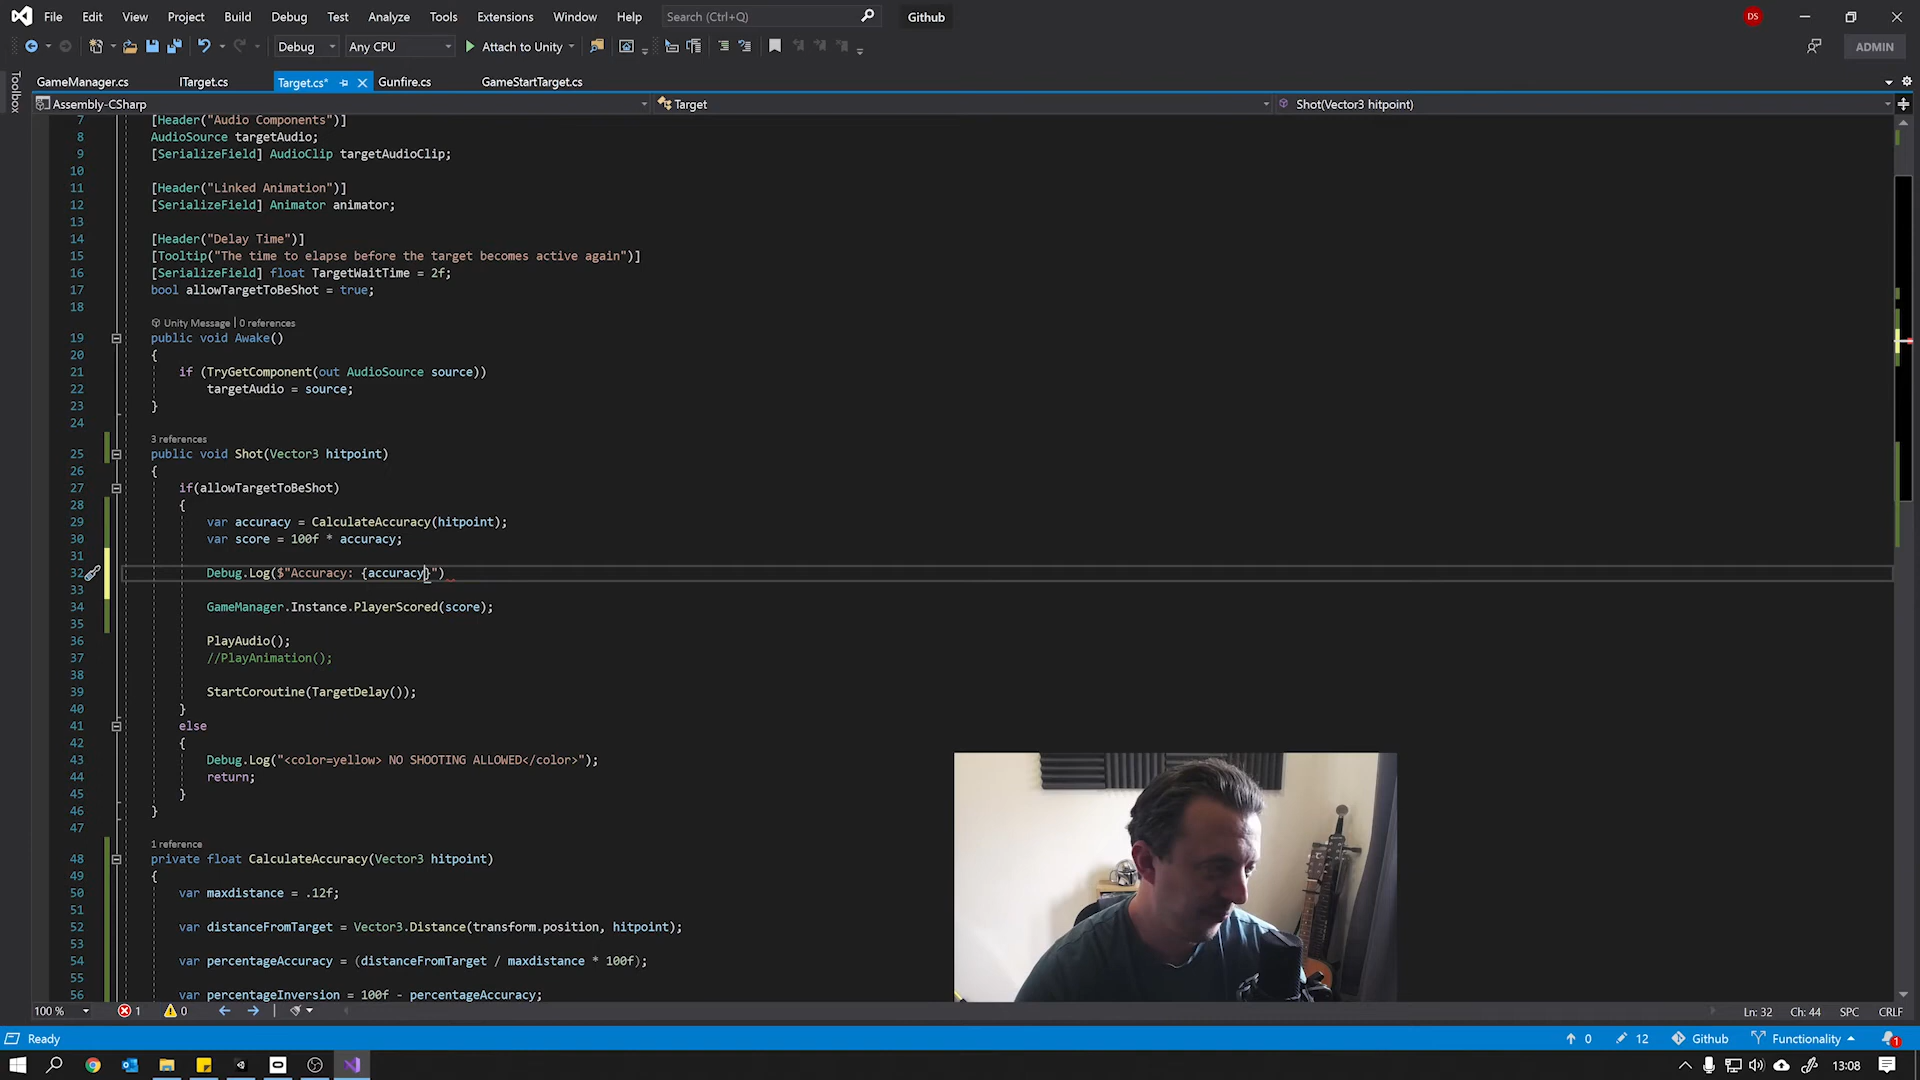 File Edit View Git Project Build Debug Test Analyze Tools Extensions Window Help Search (Ctrl+Q) Github DS
Debug Any CPU Attach to Unity ADMIN
Toolbox
GameManager.cs ITarget.cs Target.cs* Gunfire.cs GameStartTarget.cs
Assembly-CSharp Target Shot(Vector3 hitpoint)
7 [Header("Audio Components")]
8 AudioSource targetAudio;
9 [SerializeField] AudioClip targetAudioClip;
10
11 [Header("Linked Animation")]
12 [SerializeField] Animator animator;
13
14 [Header("Delay Time")]
15 [Tooltip("The time to elapse before the target becomes active again")]
16 [SerializeField] float TargetWaitTime = 2f;
17 bool allowTargetToBeShot = true;
18
Unity Message | 0 references
19 public void Awake()
20 {
21 if (TryGetComponent(out AudioSource source))
22 targetAudio = source;
23 }
24
3 references
25 public void Shot(Vector3 hitpoint)
26 {
27 if(allowTargetToBeShot)
28 {
29 var accuracy = CalculateAccuracy(hitpoint);
30 var score = 100f * accuracy;
31
32 Debug.Log($"Accuracy: {accuracy}")
33
34 GameManager.Instance.PlayerScored(score);
35
36 PlayAudio();
37 //PlayAnimation();
38
39 StartCoroutine(TargetDelay());
40 }
41 else
42 {
43 Debug.Log("<color=yellow> NO SHOOTING ALLOWED</color>");
44 return;
45 }
46 }
47
1 reference
48 private float CalculateAccuracy(Vector3 hitpoint)
49 {
50 var maxdistance = .12f;
51
52 var distanceFromTarget = Vector3.Distance(transform.position, hitpoint);
53
54 var percentageAccuracy = (distanceFromTarget / maxdistance * 100f);
55
56 var percentageInversion = 100f - percentageAccuracy;
100 % 1 0 Ln: 32 Ch: 44 SPC CRLF
Ready 0 12 Github Functionality 1
13:08